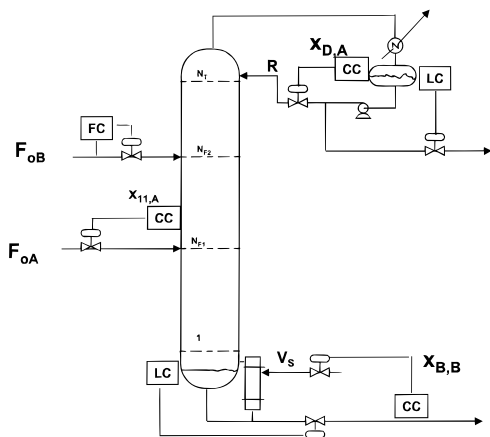 X_D,A
N_T
R
CC
LC
FC
F_oB
N_F2
x_11,A
CC
F_oA
N_F1
1
LC
V_S
X_B,B
CC